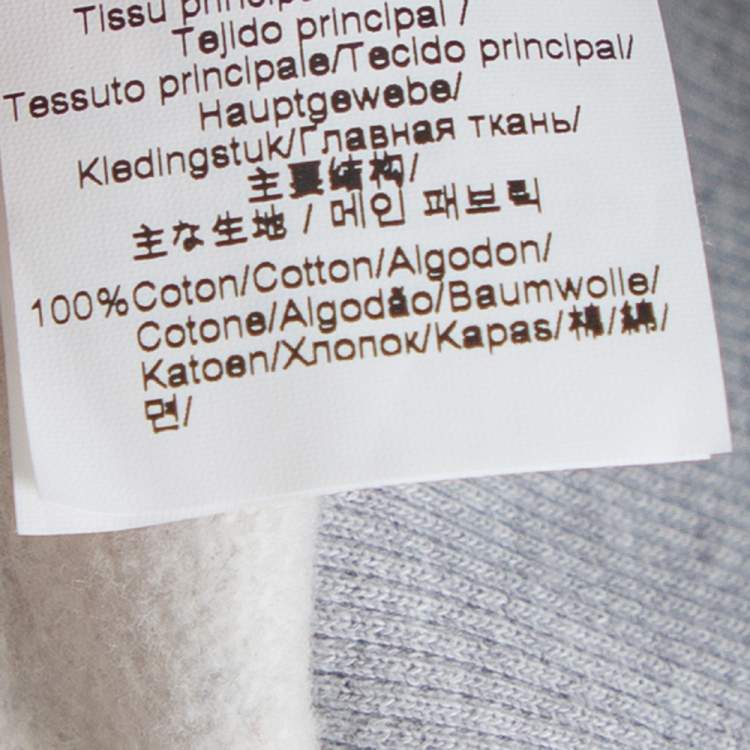 Tissu
Tejido principal /
Tessuto principale/Tecido principal/
Hauptgewebe/
Kledingstuk/Главная ткань/
主要结构/
主な生地 / 메인 패브릭
100%Coton/Cotton/Algodon/
Cotone/Algodão/Baumwolle/
Katoen/Хлопок/Kapas/棉/綿/
면/